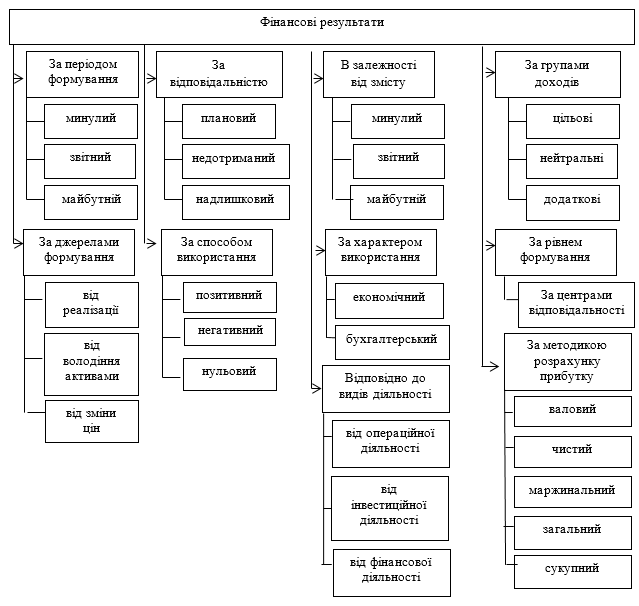 Фінансові результати
За періодом
формування
минулий
звітний
майбутній
За джерелами
формування
від
реалізації
від
володіння
активами
від зміни
цін
За
відповідальністю
плановий
недотриманий
надлишковий
За способом
використання
позитивний
негативний
нульовий
В залежності
від змісту
минулий
звітний
майбутній
За характером
використання
економічний
бухгалтерський
Відповідно до
видів діяльності
від операційної
діяльності
від
інвестиційної
діяльності
від фінансової
діяльності
За групами
доходів
цільові
нейтральні
додаткові
За рівнем
формування
За центрами
відповідальності
За методикою
розрахунку
прибутку
валовий
чистий
маржинальний
загальний
сукупний